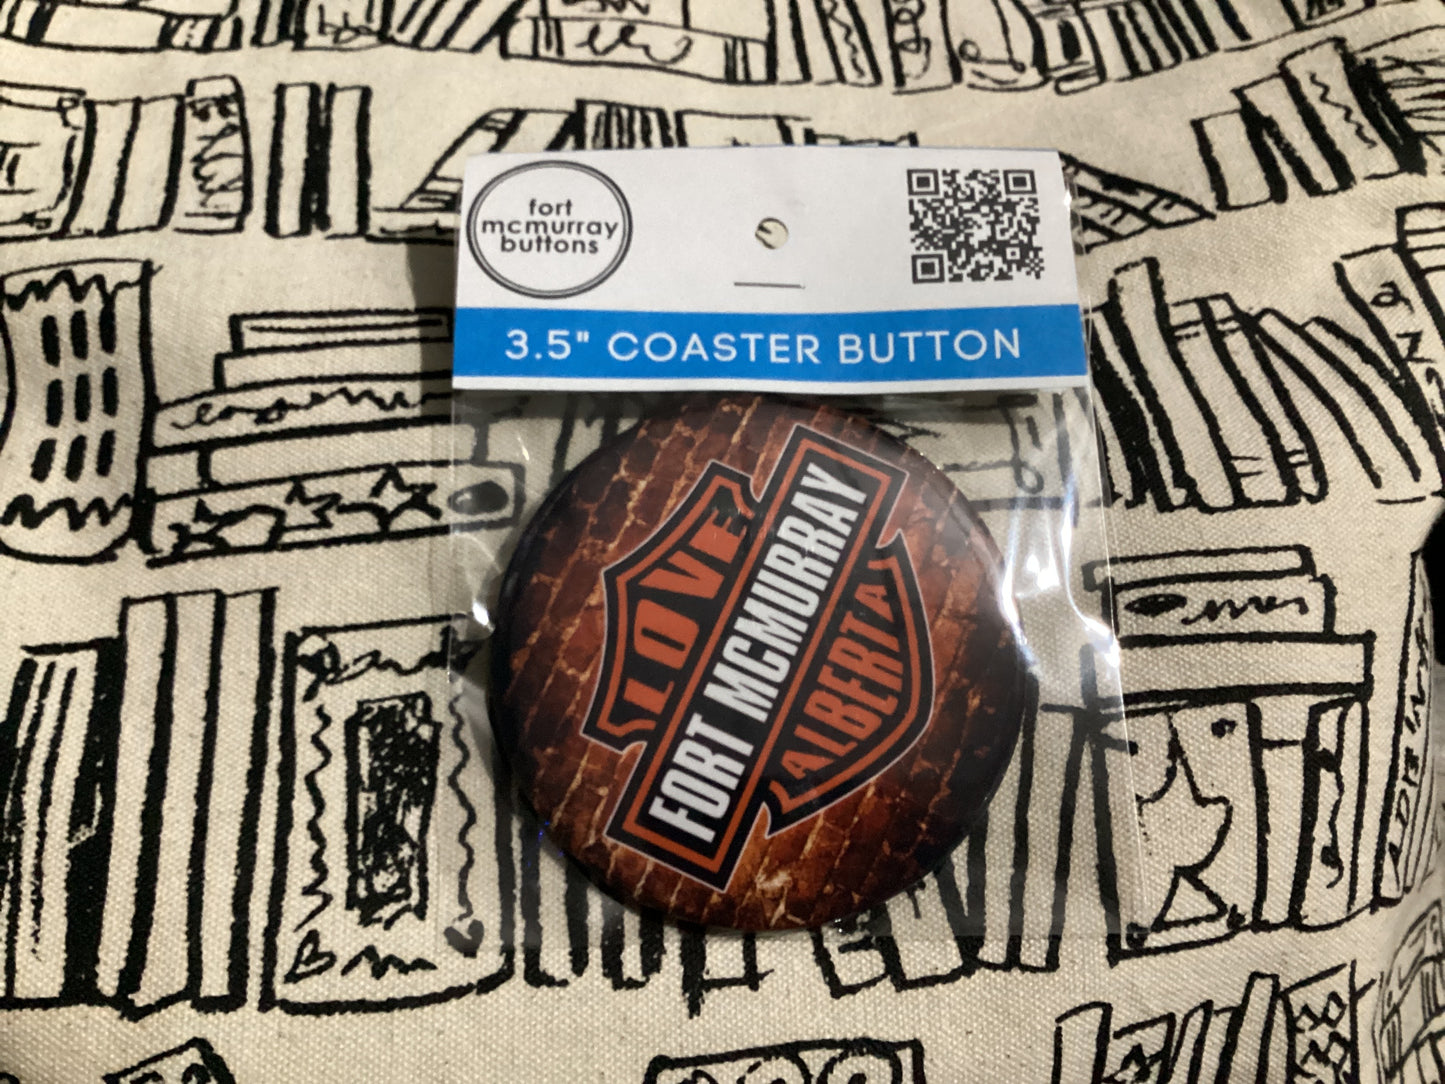 fort
mcmurray
buttons
3.5" COASTER BUTTON
LOVE
FORT MCMURRAY
ALBERTA